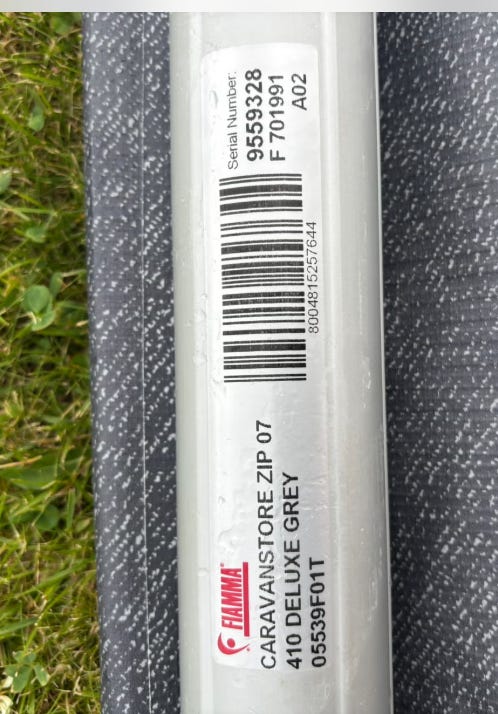 FIAMMA
CARAVANSTORE ZIP 07
410 DELUXE GREY
05539F01T
8004815257644
Serial Number:
9559328
F 701991
A02